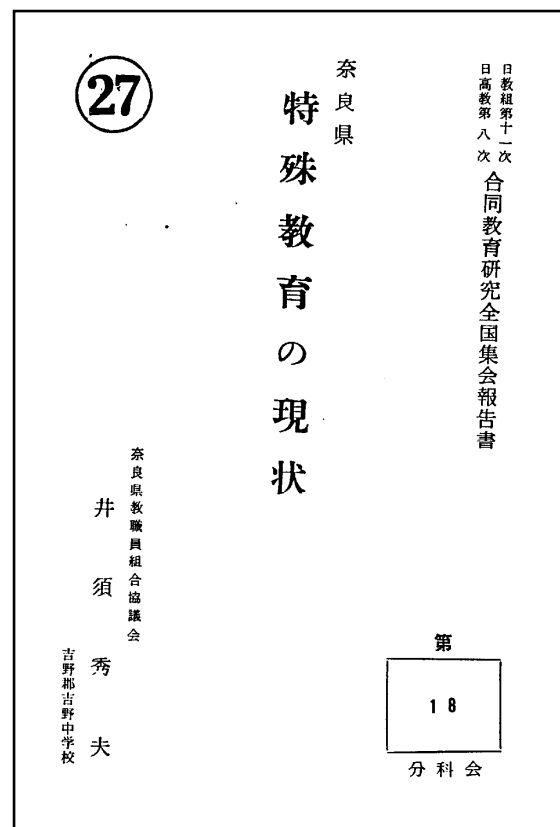 日教組第十一次
日高教第八次
合同教育研究全国集会報告書
奈良県
特殊教育の現状
27
奈良県教職員組合協議会
井須秀夫
吉野郡吉野中学校
第
18
分科会